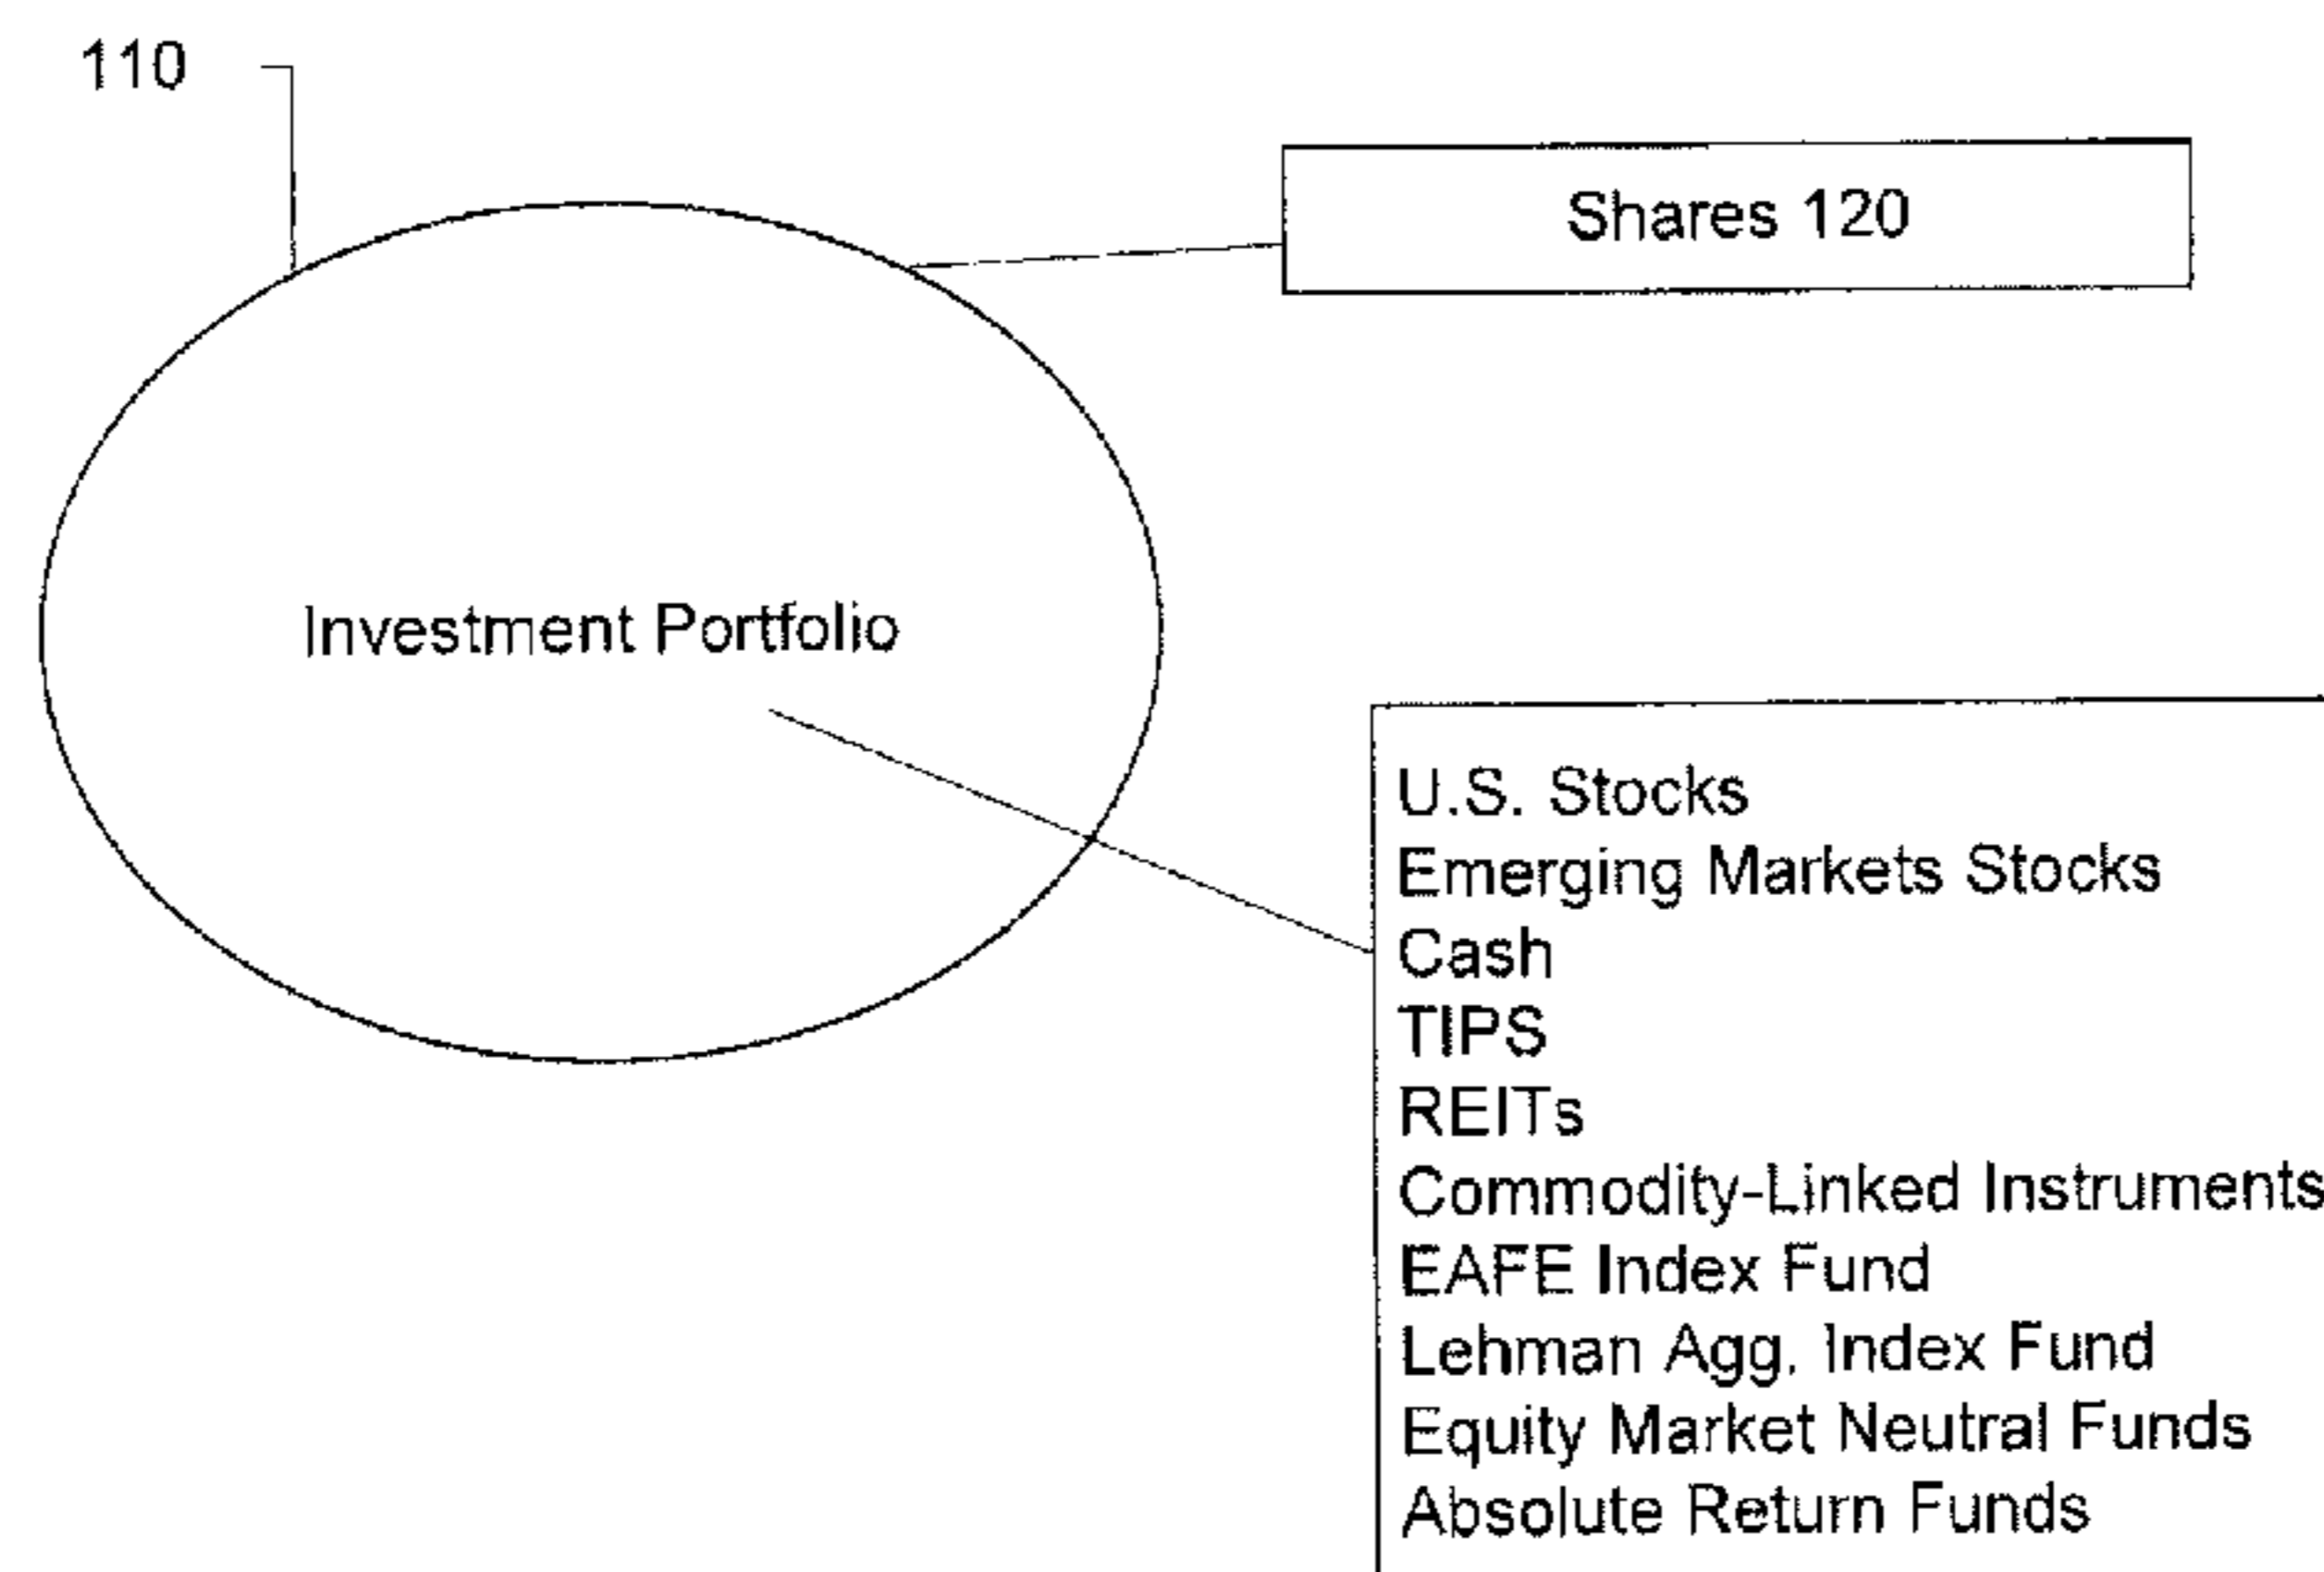 110
Shares 120
Investment Portfolio
U.S. Stocks
Emerging Markets Stocks
Cash
TIPS
REITs
Commodity-Linked Instruments
EAFE Index Fund
Lehman Agg. Index Fund
Equity Market Neutral Funds
Absolute Return Funds